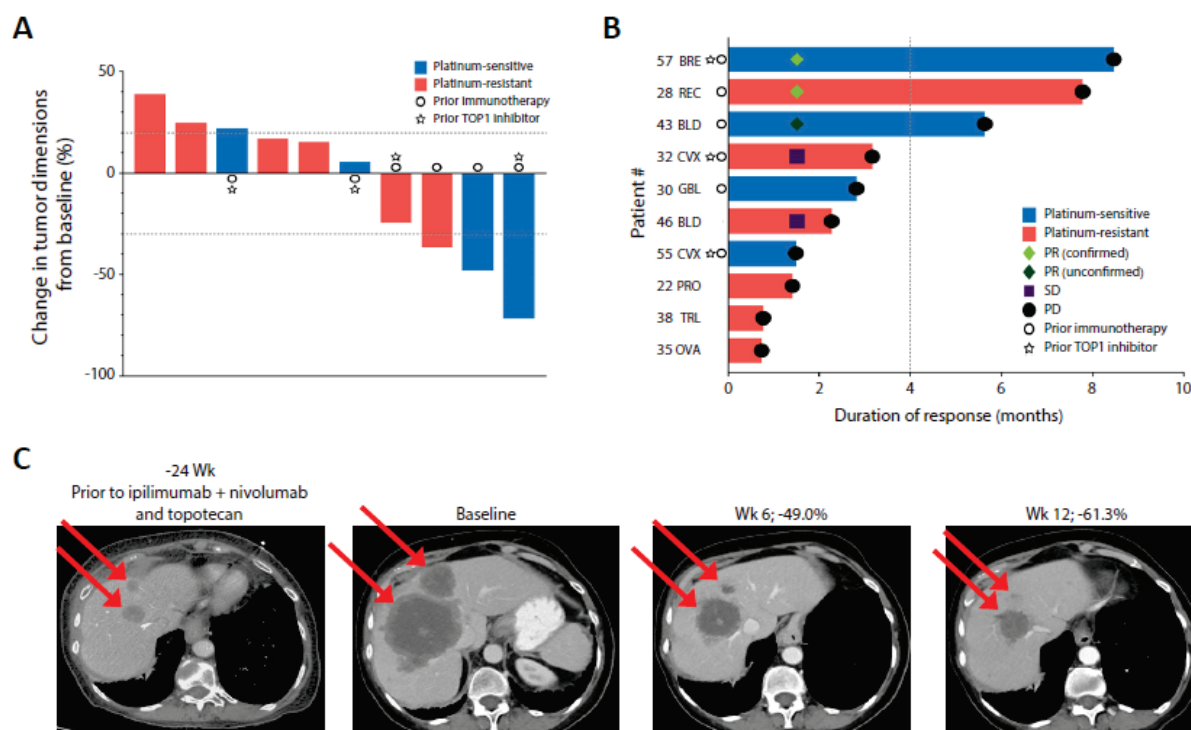 A
Change in tumor dimensions
from baseline (%)
50
0
-50
-100
Platinum-sensitive
Platinum-resistant
Prior Immunotherapy
Prior TOP1 inhibitor
B
Patient #
57 BRE
28 REC
43 BLD
32 CVX
30 GBL
46 BLD
55 CVX
22 PRO
38 TRL
35 OVA
Platinum-sensitive
Platinum-resistant
PR (confirmed)
PR (unconfirmed)
SD
PD
Prior immunotherapy
Prior TOP1 inhibitor
0 2 4 6 8 10
Duration of response (months)
C
-24 Wk
Prior to ipilimumab + nivolumab
and topotecan
Baseline
Wk 6; -49.0%
Wk 12; -61.3%